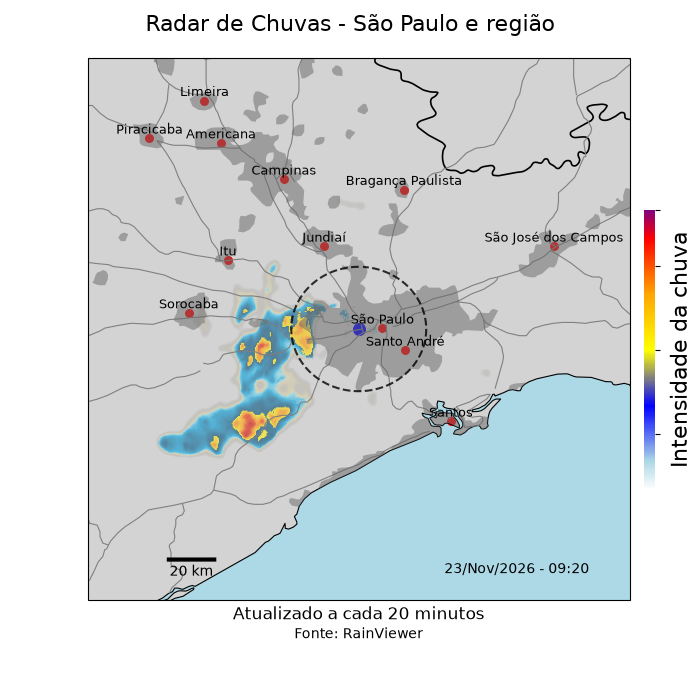 Radar de Chuvas - São Paulo e região
Limeira
Piracicaba
Americana
Campinas
Bragança Paulista
Jundiaí
São José dos Campos
Itu
Sorocaba
São Paulo
Santo André
Santos
Intensidade da chuva
20 km
23/Nov/2026 - 09:20
Atualizado a cada 20 minutos
Fonte: RainViewer